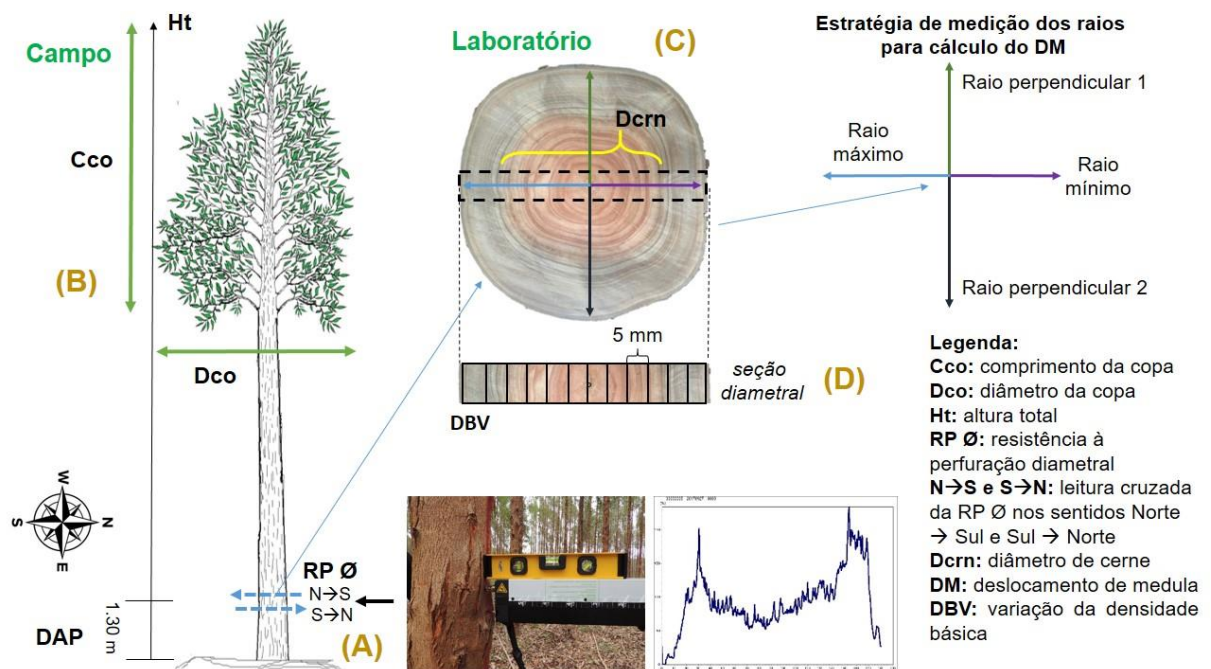 Ht
Campo
Cco
(B)
Dco
W
S
N
E
RP Ø
N→S
S→N
(A)
1.30 m
DAP
Laboratório
(C)
Dcrn
5 mm
seção
diametral
(D)
DBV
Estratégia de medição dos raios
para cálculo do DM
Raio perpendicular 1
Raio
máximo
Raio
mínimo
Raio perpendicular 2
Legenda:
Cco: comprimento da copa
Dco: diâmetro da copa
Ht: altura total
RP Ø: resistência à
perfuração diametral
N→S e S→N: leitura cruzada
da RP Ø nos sentidos Norte
→ Sul e Sul → Norte
Dcrn: diâmetro de cerne
DM: deslocamento de medula
DBV: variação da densidade
básica